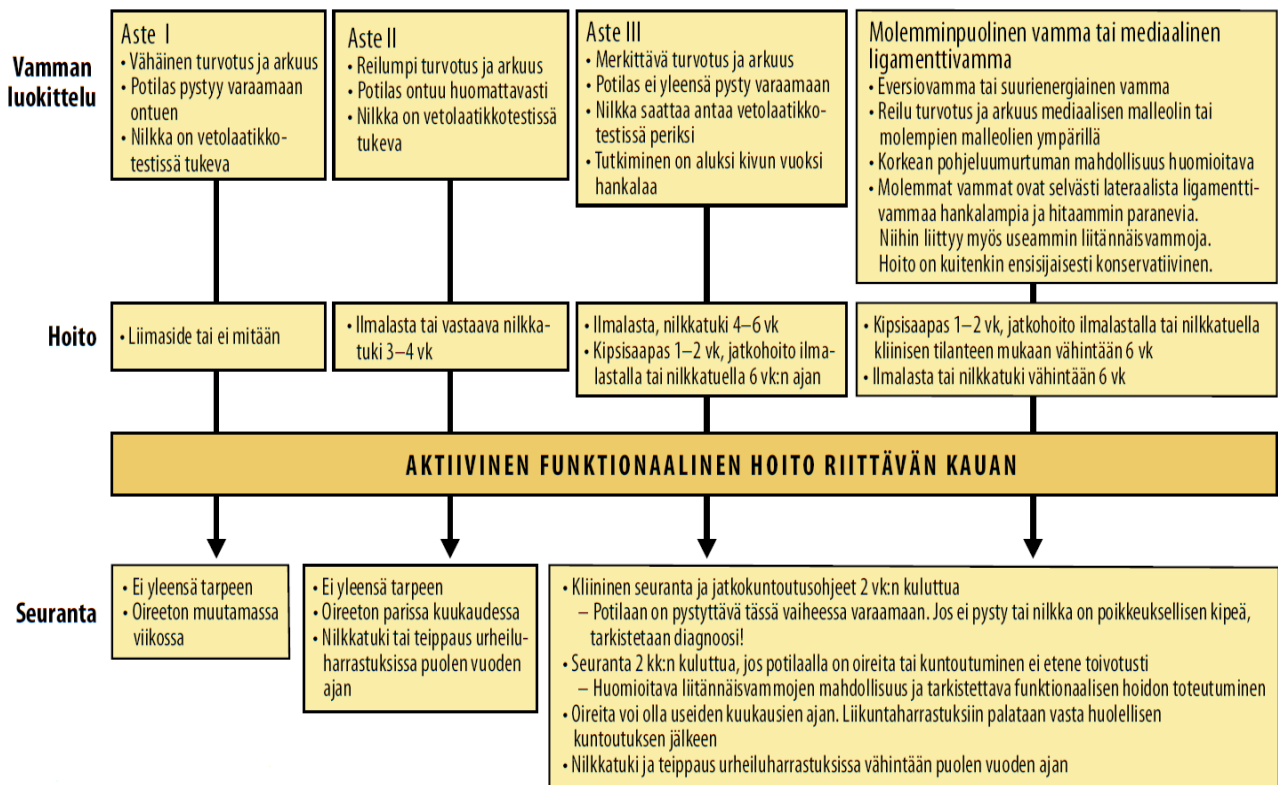 Vamman
luokittelu
Aste I
• Vähäinen turvotus ja arkuus
• Potilas pystyy varaamaan
ontuen
• Nilkka on vetolaatikko-
testissä tukeva
Aste II
• Reilumpi turvotus ja arkuus
• Potilas ontuu huomattavasti
• Nilkka on vetolaatikkotestissä
tukeva
Aste III
• Merkittävä turvotus ja arkuus
• Potilas ei yleensä pysty varaamaan
• Nilkka saattaa antaa vetolaatikko-
testissä periksi
• Tutkiminen on aluksi kivun vuoksi
hankalaa
Molemminpuolinen vamma tai mediaalinen
ligamenttivamma
• Eversiovamma tai suurienergiainen vamma
• Reilu turvotus ja arkuus mediaalisen malleolin tai
molempien malleolien ympärillä
• Korkean pohjeluumurtuman mahdollisuus huomioitava
• Molemmat vammat ovat selvästi lateraalista ligamentti-
vammaa hankalampia ja hitaammin paranevia.
Niihin liittyy myös useammin liitännäisvammoja.
Hoito on kuitenkin ensisijaisesti konservatiivinen.
Hoito
• Liimaside tai ei mitään
• Ilmalasta tai vastaava nilkka-
tuki 3–4 vk
• Ilmalasta, nilkkatuki 4–6 vk
• Kipsisaapas 1–2 vk, jatkohoito ilma-
lastalla tai nilkkatuella 6 vk:n ajan
• Kipsisaapas 1–2 vk, jatkohoito ilmalastalla tai nilkkatuella
kliinisen tilanteen mukaan vähintään 6 vk
• Ilmalasta tai nilkkatuki vähintään 6 vk
AKTIIVINEN FUNKTIONAALINEN HOITO RIITTÄVÄN KAUAN
Seuranta
• Ei yleensä tarpeen
• Oireeton muutamassa
viikossa
• Ei yleensä tarpeen
• Oireeton parissa kuukaudessa
• Nilkkatuki tai teippaus urheilu-
harrastuksissa puolen vuoden
ajan
• Kliininen seuranta ja jatkokuntoutusohjeet 2 vk:n kuluttua
– Potilaan on pystyttävä tässä vaiheessa varaamaan. Jos ei pysty tai nilkka on poikkeuksellisen kipeä,
tarkistetaan diagnoosi!
• Seuranta 2 kk:n kuluttua, jos potilaalla on oireita tai kuntoutuminen ei etene toivotusti
– Huomioitava liitännäisvammojen mahdollisuus ja tarkistettava funktionaalisen hoidon toteutuminen
• Oireita voi olla useiden kuukausien ajan. Liikuntaharrastuksiin palataan vasta huolellisen
kuntoutuksen jälkeen
• Nilkkatuki ja teippaus urheiluharrastuksissa vähintään puolen vuoden ajan